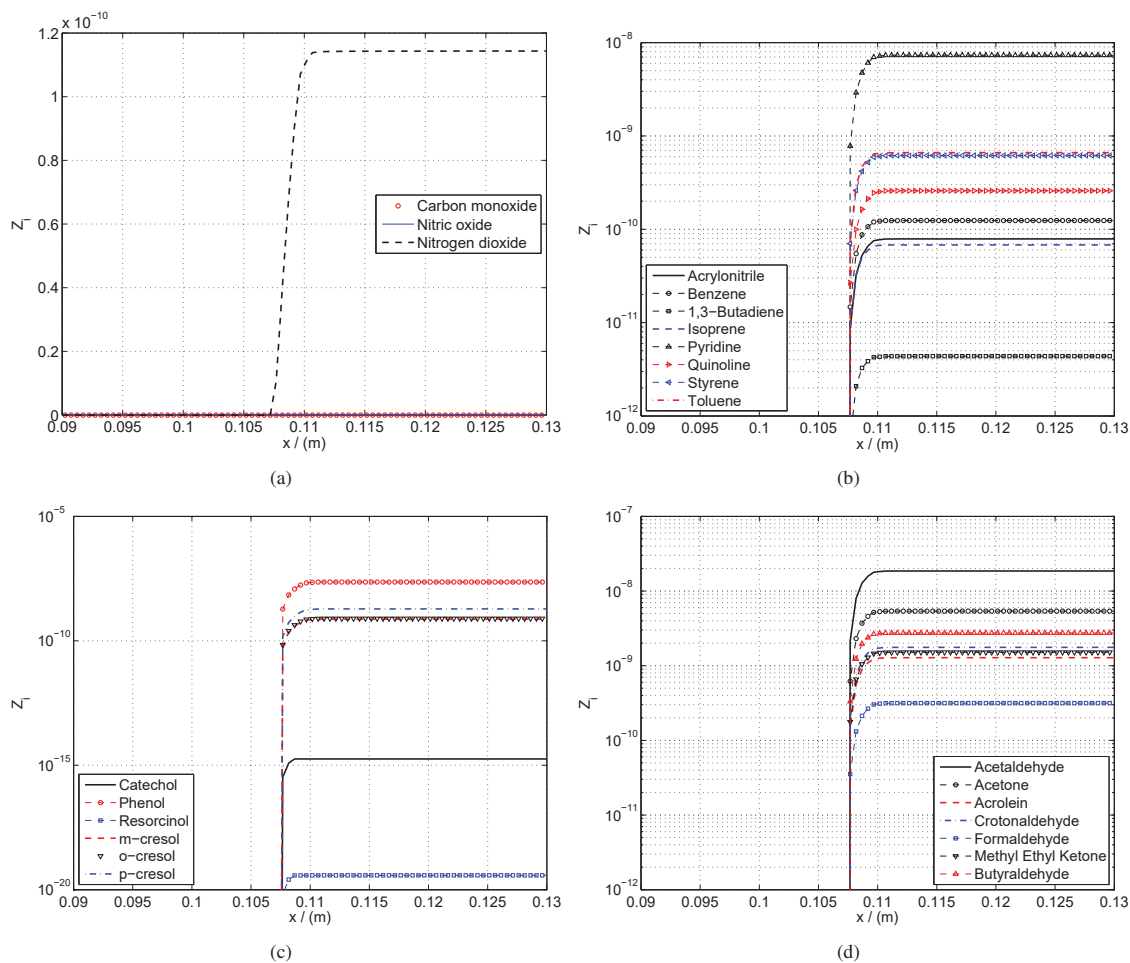 x 10⁻¹⁰
1.2
1
0.8
0.6
0.4
0.2
0
Z_i
Carbon monoxide
Nitric oxide
Nitrogen dioxide
0.09 0.095 0.1 0.105 0.11 0.115 0.12 0.125 0.13
x / (m)
(a)
10⁻⁸
10⁻⁹
10⁻¹⁰
10⁻¹¹
10⁻¹²
Z_i
Acrylonitrile
Benzene
1,3−Butadiene
Isoprene
Pyridine
Quinoline
Styrene
Toluene
0.09 0.095 0.1 0.105 0.11 0.115 0.12 0.125 0.13
x / (m)
(b)
10⁻⁵
10⁻¹⁰
10⁻¹⁵
10⁻²⁰
Z_i
Catechol
Phenol
Resorcinol
m−cresol
o−cresol
p−cresol
0.09 0.095 0.1 0.105 0.11 0.115 0.12 0.125 0.13
x / (m)
(c)
10⁻⁷
10⁻⁸
10⁻⁹
10⁻¹⁰
10⁻¹¹
10⁻¹²
Z_i
Acetaldehyde
Acetone
Acrolein
Crotonaldehyde
Formaldehyde
Methyl Ethyl Ketone
Butyraldehyde
0.09 0.095 0.1 0.105 0.11 0.115 0.12 0.125 0.13
x / (m)
(d)